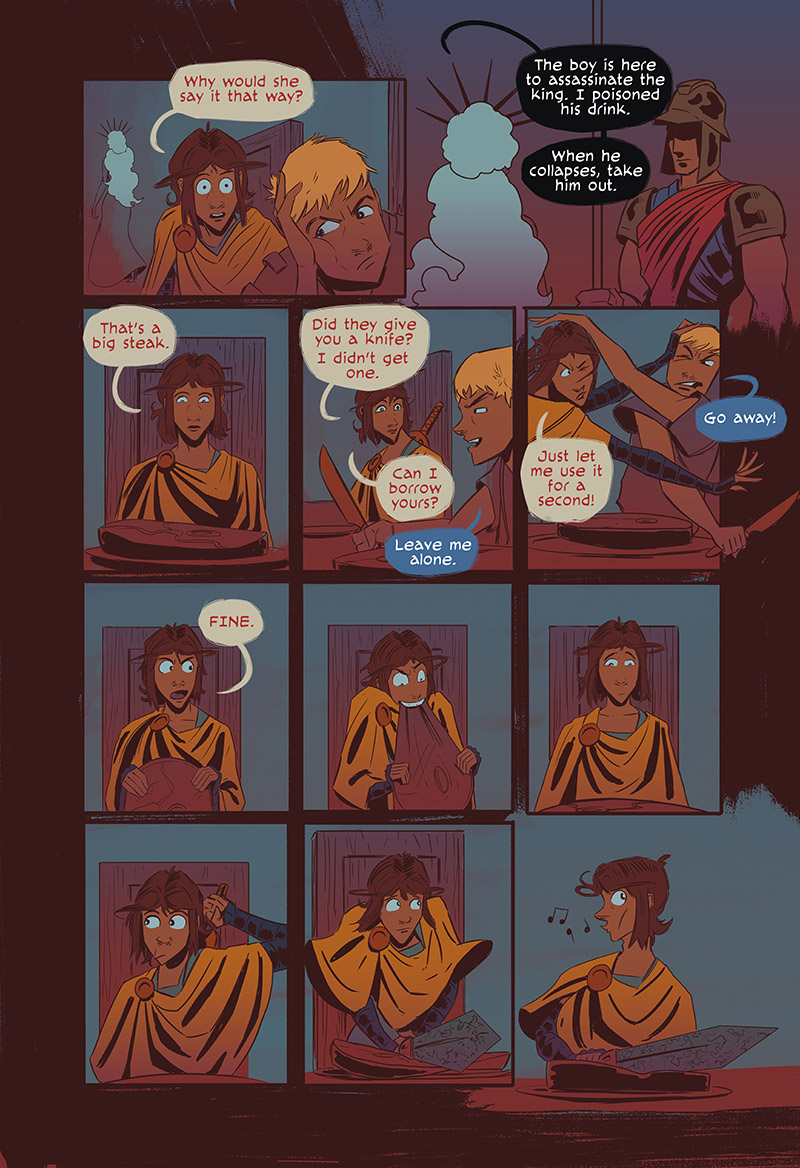 Why would she
say it that way?
The boy is here
to assassinate the
king. I poisoned
his drink.
When he
collapses, take
him out.
That's a
big steak.
Did they give
you a knife?
I didn't get
one.
Can I
borrow
yours?
Leave me
alone.
Just let
me use it
for a
second!
Go away!
FINE.